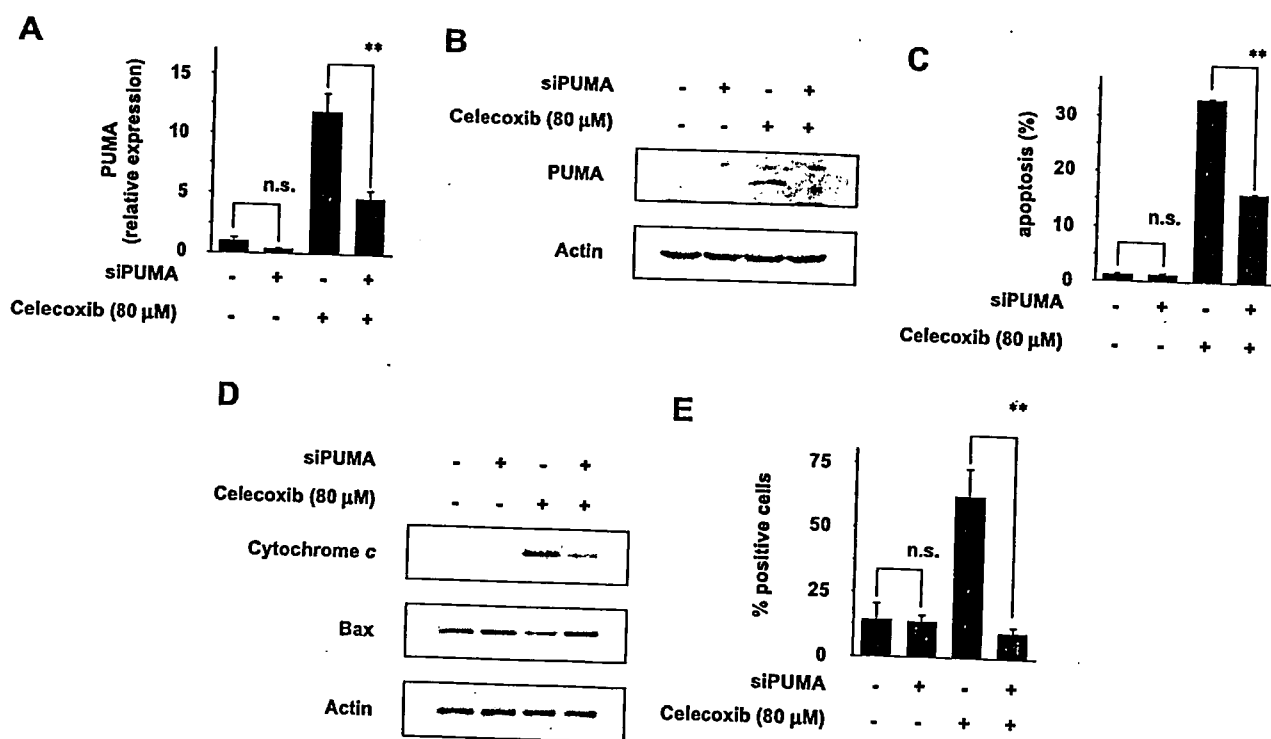 A
PUMA
(relative expression)
15
10
5
0
n.s.
**
siPUMA - + - +
Celecoxib (80 μM) - - + +
B
siPUMA - + - +
Celecoxib (80 μM) - - + +
PUMA
Actin
C
apoptosis (%)
30
20
10
0
n.s.
**
siPUMA - + - +
Celecoxib (80 μM) - - + +
D
siPUMA - + - +
Celecoxib (80 μM) - - + +
Cytochrome c
Bax
Actin
E
% positive cells
75
50
25
0
n.s.
**
siPUMA - + - +
Celecoxib (80 μM) - - + +